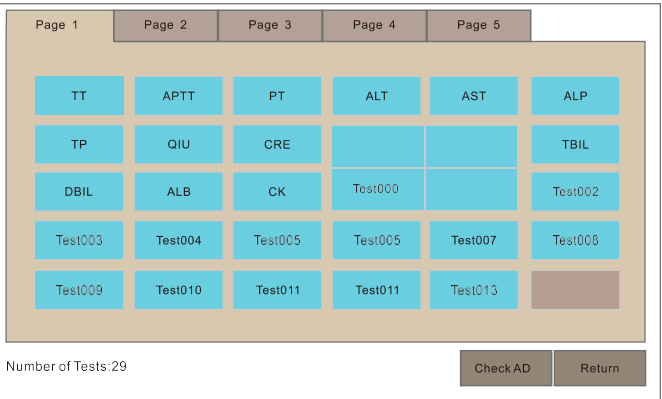 Page 1 Page 2 Page 3 Page 4 Page 5
TT APTT PT ALT AST ALP
TP QIU CRE TBIL
DBIL ALB CK Test000 Test002
Test003 Test004 Test005 Test005 Test007 Test008
Test009 Test010 Test011 Test011 Test013
Number of Tests:29 Check AD Return